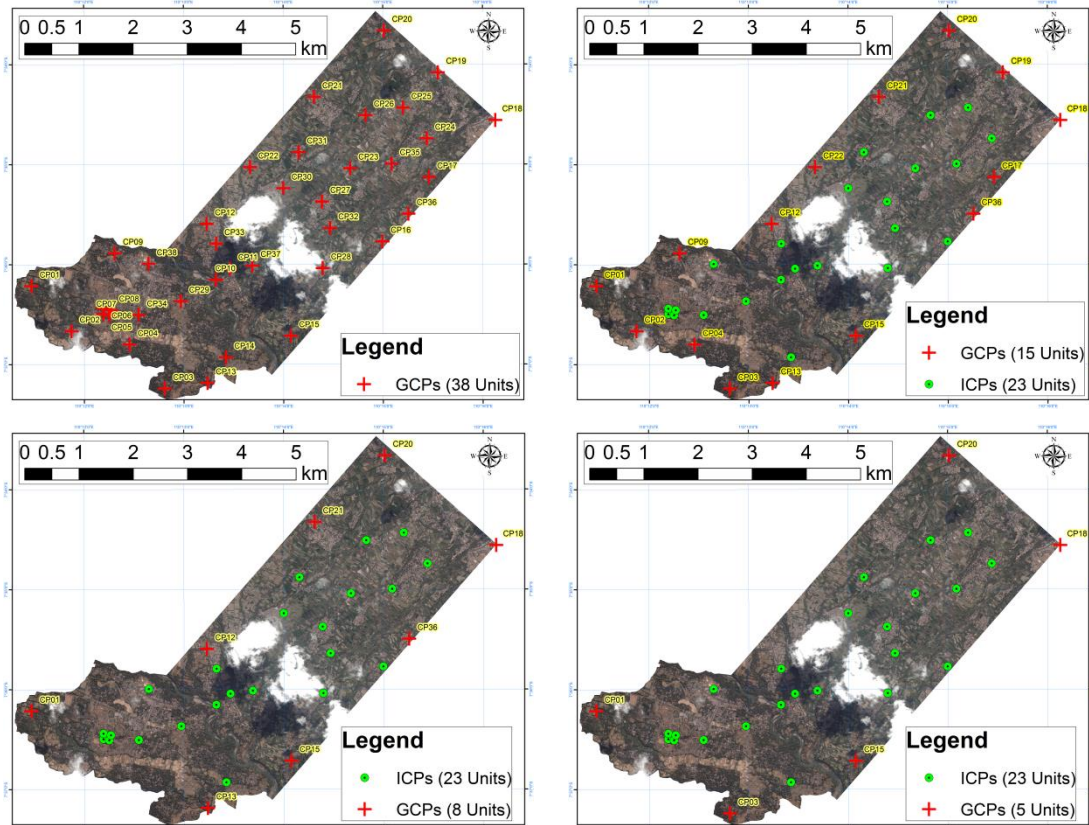 0 0.5 1 2 3 4 5
km
N
W E
S
CP20
CP19
CP21
CP25
CP26
CP18
CP24
CP31
CP22
CP23
CP35
CP17
CP30
CP27
CP36
CP12
CP32
CP33
CP16
CP09
CP38
CP11 CP37
CP28
CP01
CP10
CP29
CP08
CP07
CP34
CP06
CP02
CP05
CP04
CP15
CP14
CP03
CP13
Legend
GCPs (38 Units)
0 0.5 1 2 3 4 5
km
N
W E
S
CP20
CP19
CP21
CP18
CP22
CP17
CP36
CP12
CP09
CP01
CP02
CP04
CP03
CP13
Legend
GCPs (15 Units)
ICPs (23 Units)
0 0.5 1 2 3 4 5
km
N
W E
S
CP20
CP21
CP18
CP36
CP12
CP01
CP15
CP13
Legend
ICPs (23 Units)
GCPs (8 Units)
0 0.5 1 2 3 4 5
km
N
W E
S
CP20
CP18
CP01
CP15
CP03
Legend
ICPs (23 Units)
GCPs (5 Units)